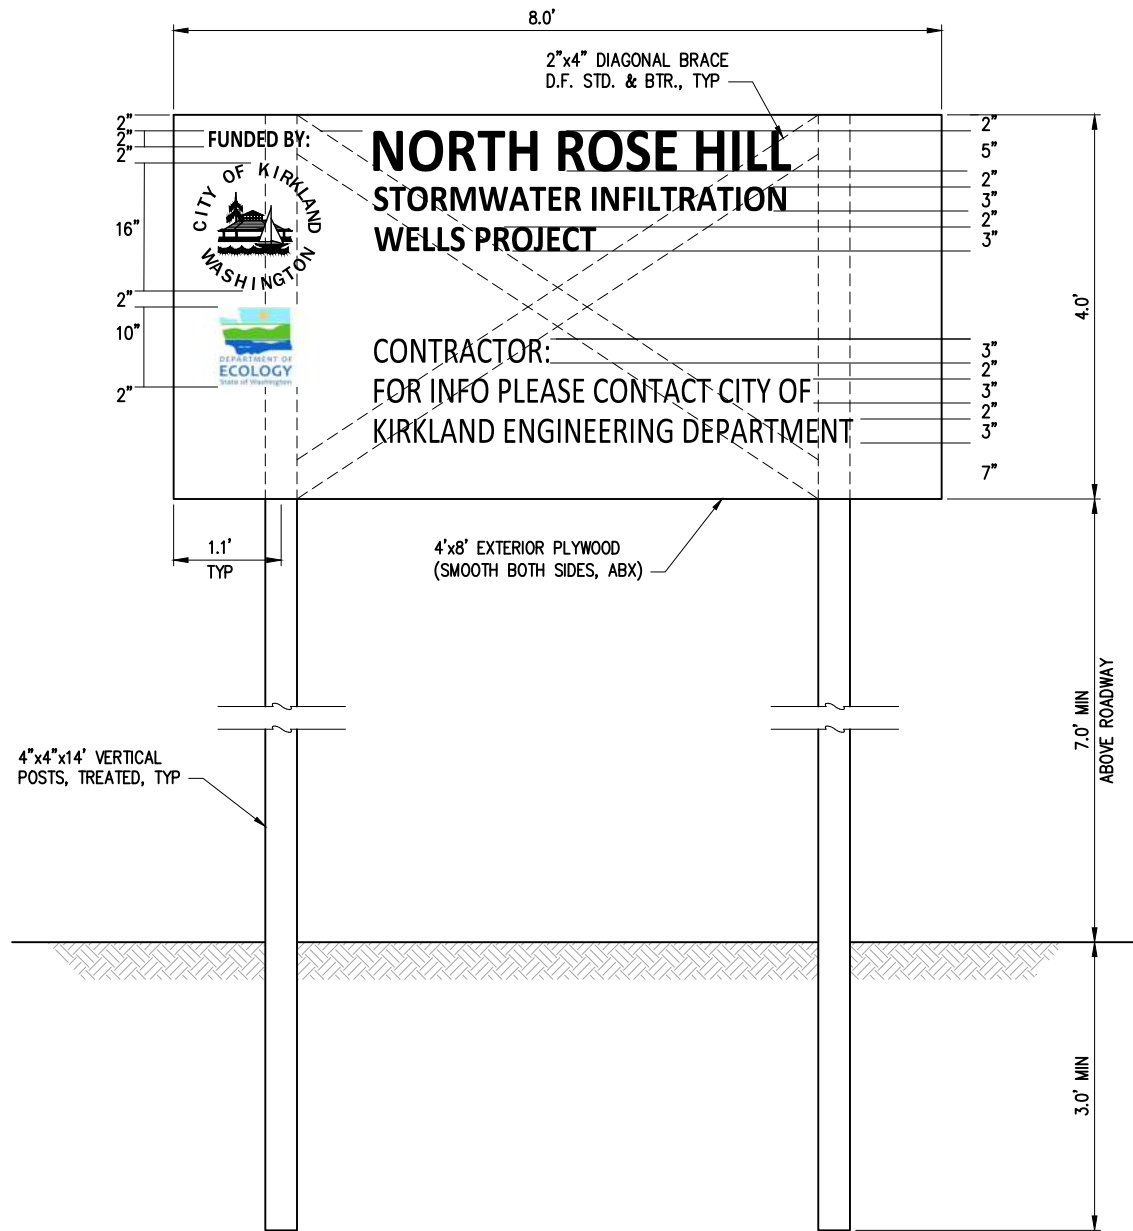 8.0'
2"x4" DIAGONAL BRACE
D.F. STD. & BTR., TYP
2"
2"
2"
16"
2"
10"
2"
FUNDED BY:
CITY OF KIRKLAND
WASHINGTON
DEPARTMENT OF
ECOLOGY
State of Washington
NORTH ROSE HILL
STORMWATER INFILTRATION
WELLS PROJECT
CONTRACTOR:
FOR INFO PLEASE CONTACT CITY OF
KIRKLAND ENGINEERING DEPARTMENT
2"
5"
2"
3"
2"
3"
3"
2"
3"
2"
3"
7"
4.0'
1.1'
TYP
4'x8' EXTERIOR PLYWOOD
(SMOOTH BOTH SIDES, ABX)
7.0' MIN
ABOVE ROADWAY
4"x4"x14' VERTICAL
POSTS, TREATED, TYP
3.0' MIN